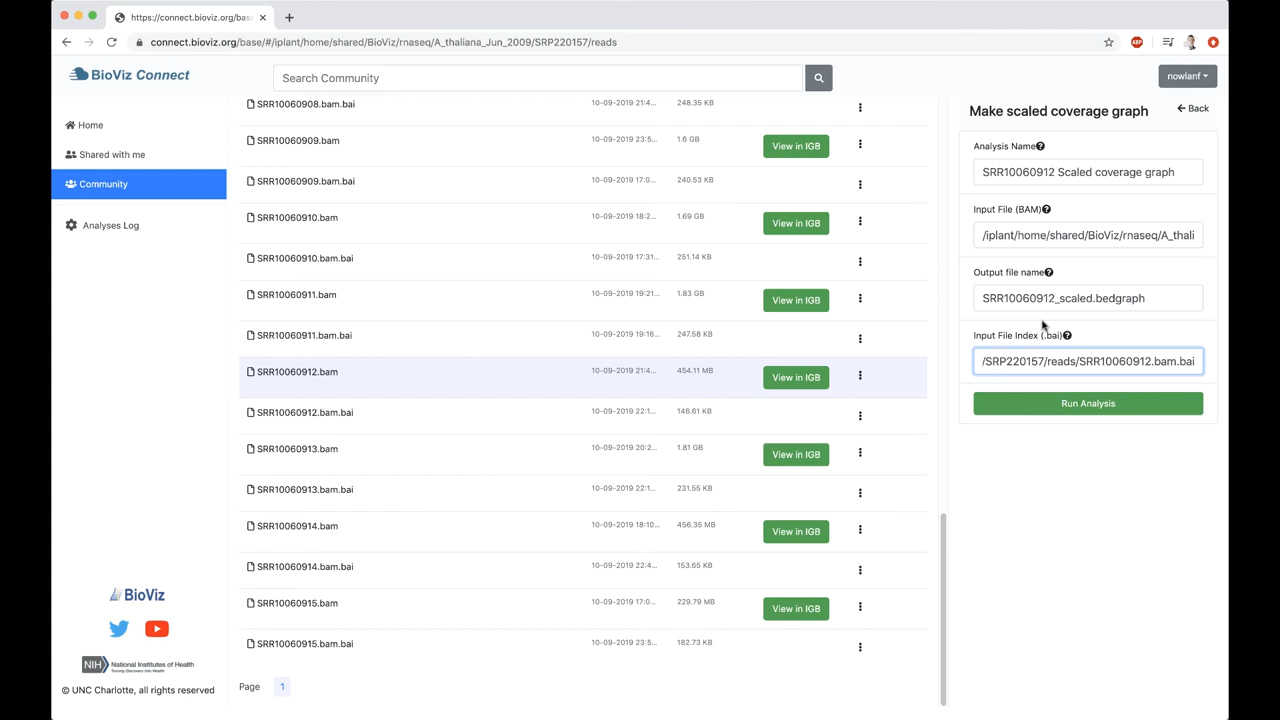 https://connect.bioviz.org/bas
connect.bioviz.org/base/#/iplant/home/shared/BioViz/rnaseq/A_thaliana_Jun_2009/SRP220157/reads
ABP
BioViz Connect
Search Community
nowlanf
Home
Shared with me
Community
Analyses Log
SRR10060908.bam.bai 10-09-2019 21:4... 248.35 KB
SRR10060909.bam 10-09-2019 23:5... 1.6 GB View in IGB
SRR10060909.bam.bai 10-09-2019 17:0... 240.53 KB
SRR10060910.bam 10-09-2019 18:2... 1.69 GB View in IGB
SRR10060910.bam.bai 10-09-2019 17:31... 251.14 KB
SRR10060911.bam 10-09-2019 19:21... 1.83 GB View in IGB
SRR10060911.bam.bai 10-09-2019 19:16... 247.58 KB
SRR10060912.bam 10-09-2019 21:4... 454.11 MB View in IGB
SRR10060912.bam.bai 10-09-2019 21:4... 146.61 KB
SRR10060913.bam 10-09-2019 20:2... 1.81 GB View in IGB
SRR10060913.bam.bai 10-09-2019 22:1... 231.55 KB
SRR10060914.bam 10-09-2019 18:10... 456.35 MB View in IGB
SRR10060914.bam.bai 10-09-2019 22:4... 153.65 KB
SRR10060915.bam 10-09-2019 17:0... 229.79 MB View in IGB
SRR10060915.bam.bai 10-09-2019 23:5... 182.73 KB
Page 1
Make scaled coverage graph
Back
Analysis Name
SRR10060912 Scaled coverage graph
Input File (BAM)
/iplant/home/shared/BioViz/rnaseq/A_thali
Output file name
SRR10060912_scaled.bedgraph
Input File Index (.bai)
/SRP220157/reads/SRR10060912.bam.bai
Run Analysis
BioViz
NIH National Institutes of Health
Turning Discovery Into Health
© UNC Charlotte, all rights reserved